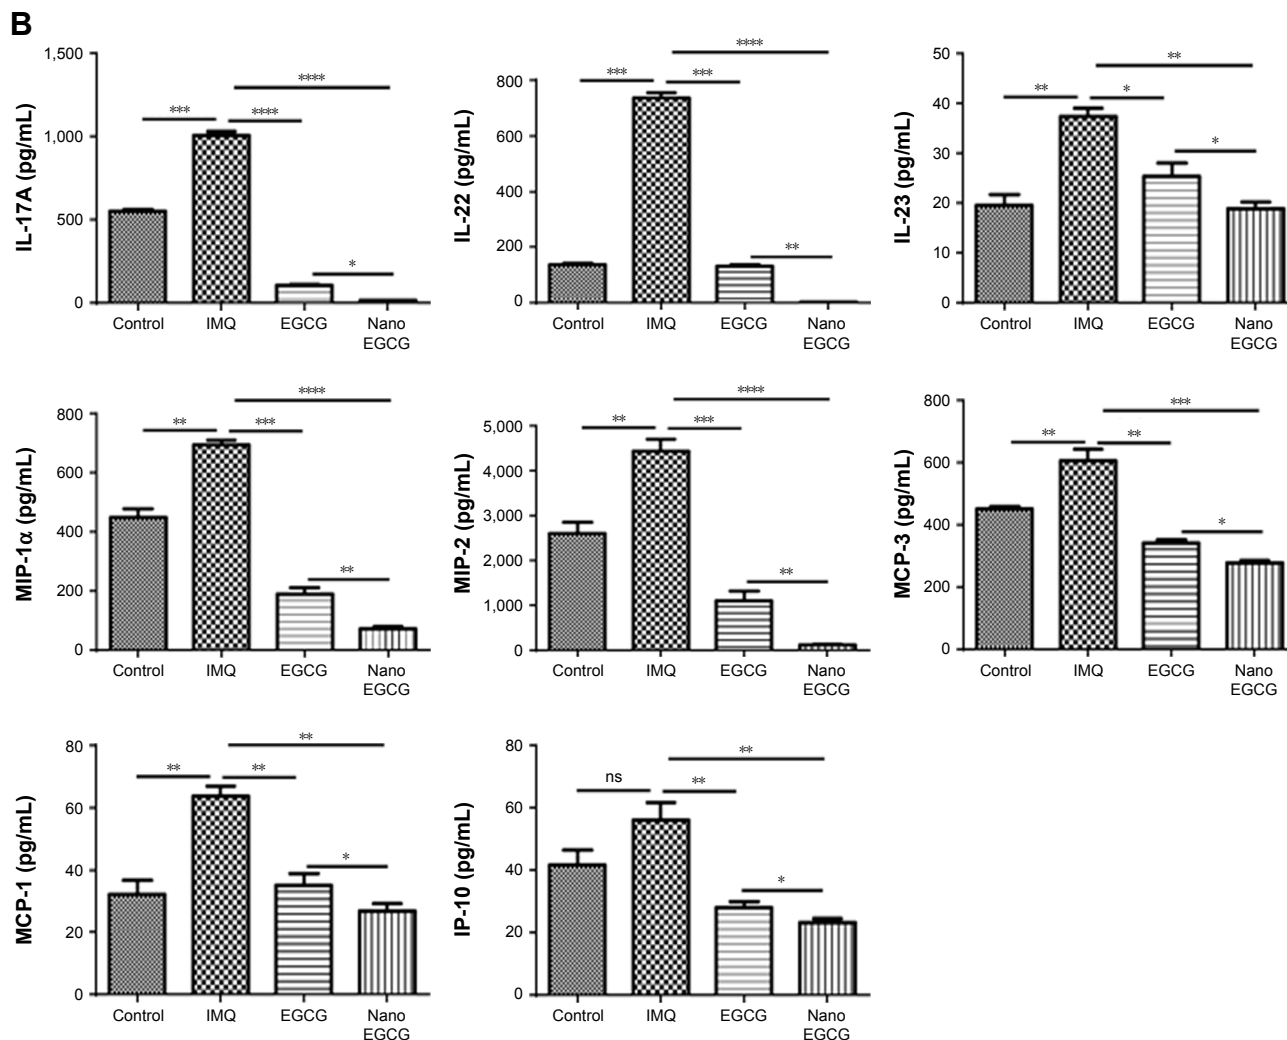 B
IL-17A (pg/mL)
1,500
1,000
500
0
***
****
****
*
Control IMQ EGCG Nano
EGCG
IL-22 (pg/mL)
800
600
400
200
0
***
***
****
**
Control IMQ EGCG Nano
EGCG
IL-23 (pg/mL)
50
40
30
20
10
0
**
*
**
*
Control IMQ EGCG Nano
EGCG
MIP-1α (pg/mL)
800
600
400
200
0
**
***
****
**
Control IMQ EGCG Nano
EGCG
MIP-2 (pg/mL)
5,000
4,000
3,000
2,000
1,000
0
**
***
****
**
Control IMQ EGCG Nano
EGCG
MCP-3 (pg/mL)
800
600
400
200
0
**
**
***
*
Control IMQ EGCG Nano
EGCG
MCP-1 (pg/mL)
80
60
40
20
0
**
**
**
*
Control IMQ EGCG Nano
EGCG
IP-10 (pg/mL)
80
60
40
20
0
ns
**
**
*
Control IMQ EGCG Nano
EGCG